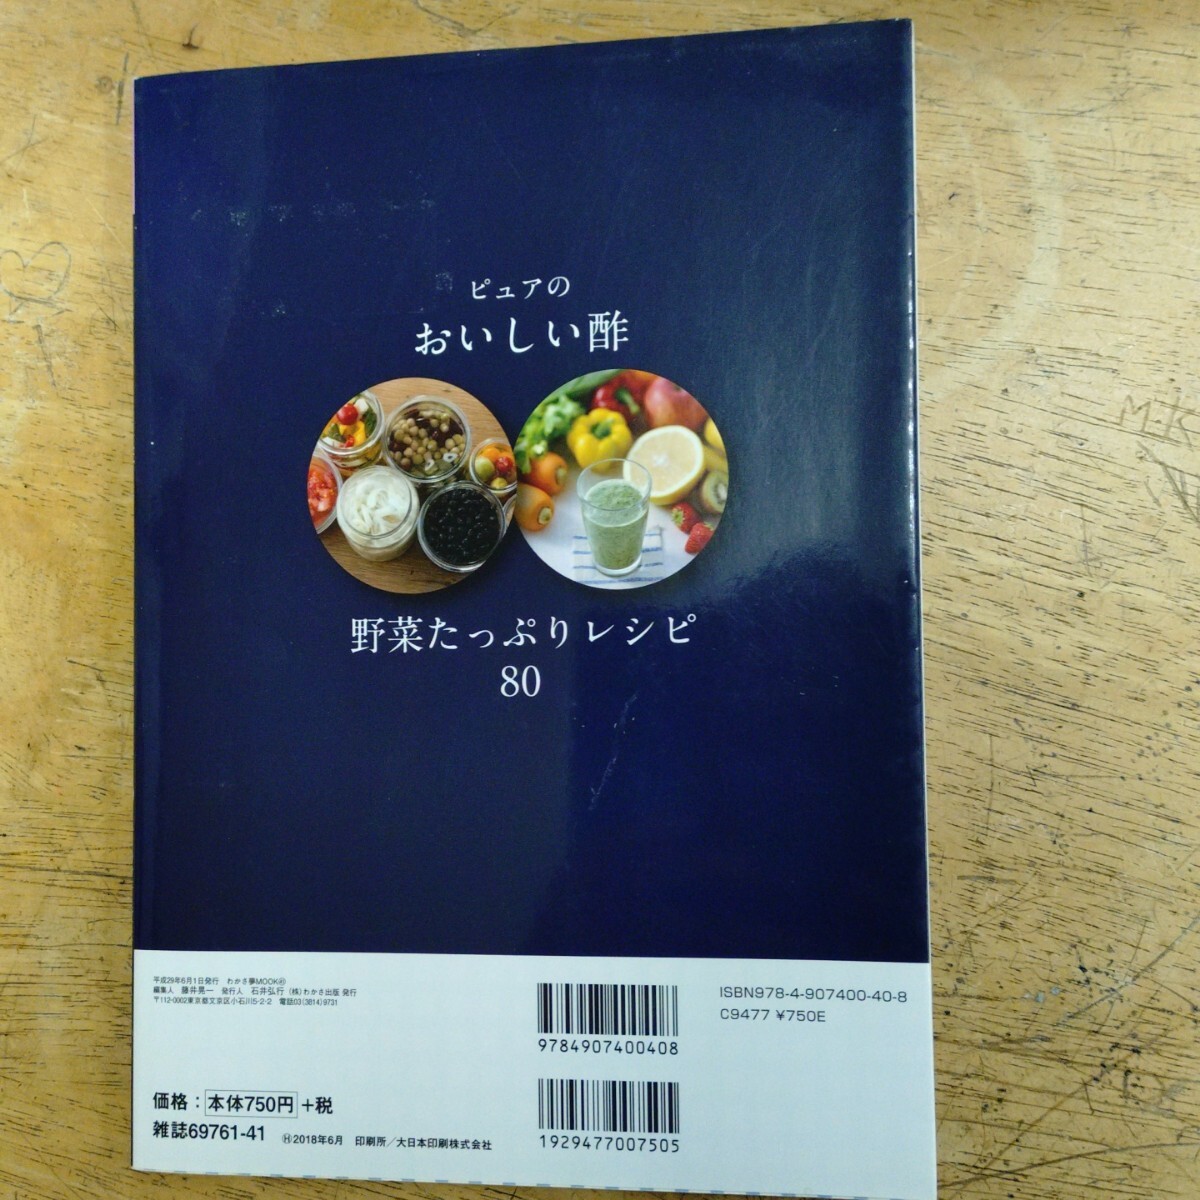 ピュアの
おいしい酢
野菜たっぷりレシピ
80
平成29年6月1日発行 わかさ夢MOOK㊶
編集人 藤井晃一 発行人 石井弘行 (株)わかさ出版 発行
〒112-0002東京都文京区小石川5-2-2 電話03(3814)9731
ISBN978-4-907400-40-8
C9477 ¥750E
9784907400408
価格：本体750円+税
1929477007505
雑誌69761-41 Ⓗ2018年6月 印刷所／大日本印刷株式会社
M.K